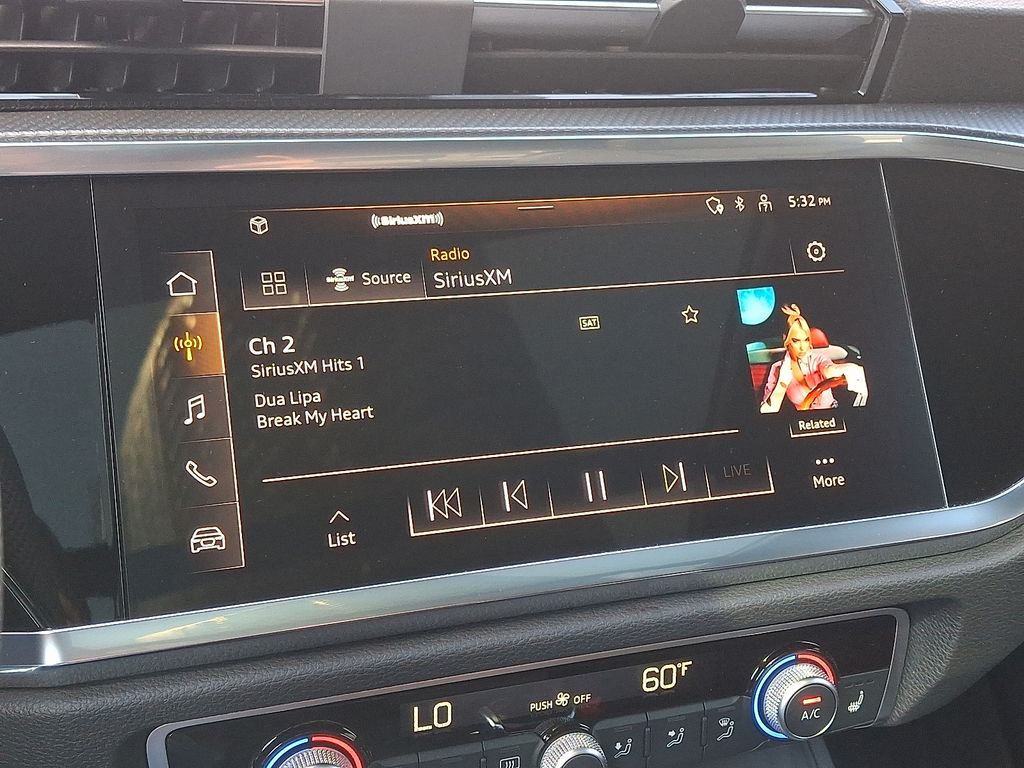 SiriusXM
5:32 PM
SiriusXM
Source
Radio
SiriusXM
SAT
Ch 2
SiriusXM Hits 1
Dua Lipa
Break My Heart
Related
LIVE
More
List
LO
PUSH OFF
60°F
A/C